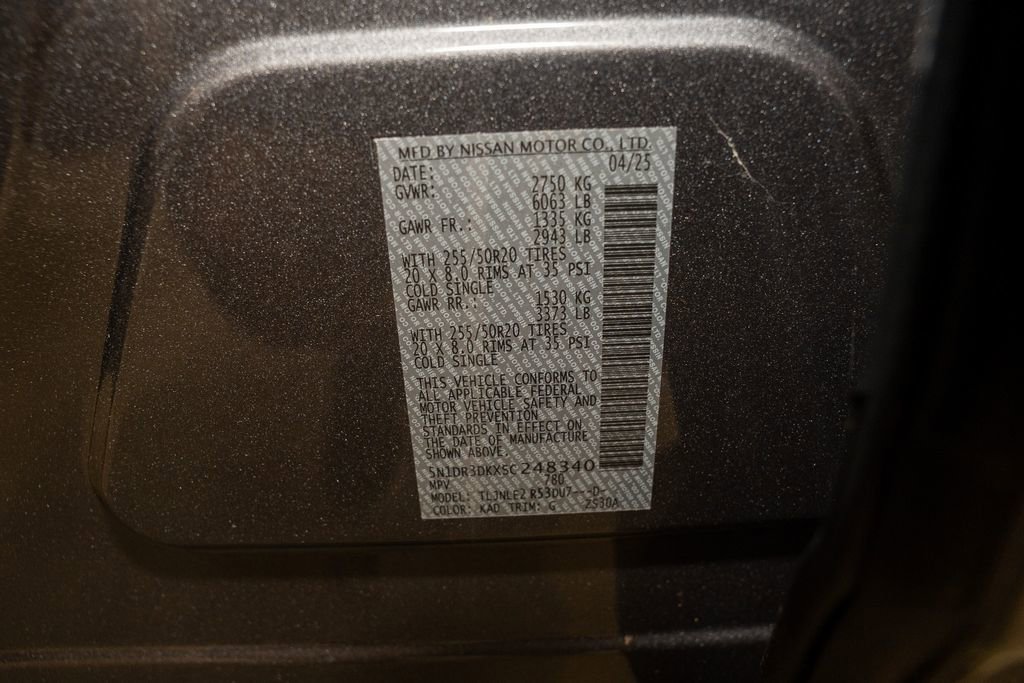 MFD BY NISSAN MOTOR CO., LTD.
DATE: 04/25
GVWR: 2750 KG
6063 LB
GAWR FR.: 1335 KG
2943 LB
WITH 255/50R20 TIRES
20 X 8.0 RIMS AT 35 PSI
COLD SINGLE
GAWR RR.: 1530 KG
3373 LB
WITH 255/50R20 TIRES
20 X 8.0 RIMS AT 35 PSI
COLD SINGLE
THIS VEHICLE CONFORMS TO
ALL APPLICABLE FEDERAL
MOTOR VEHICLE SAFETY AND
THEFT PREVENTION
STANDARDS IN EFFECT ON
THE DATE OF MANUFACTURE
SHOWN ABOVE.
5N1DR3DKXSC248340
MPV 780
MODEL: TLJNLE2 R53DU7---D-
COLOR: KAD TRIM: G ZS30A